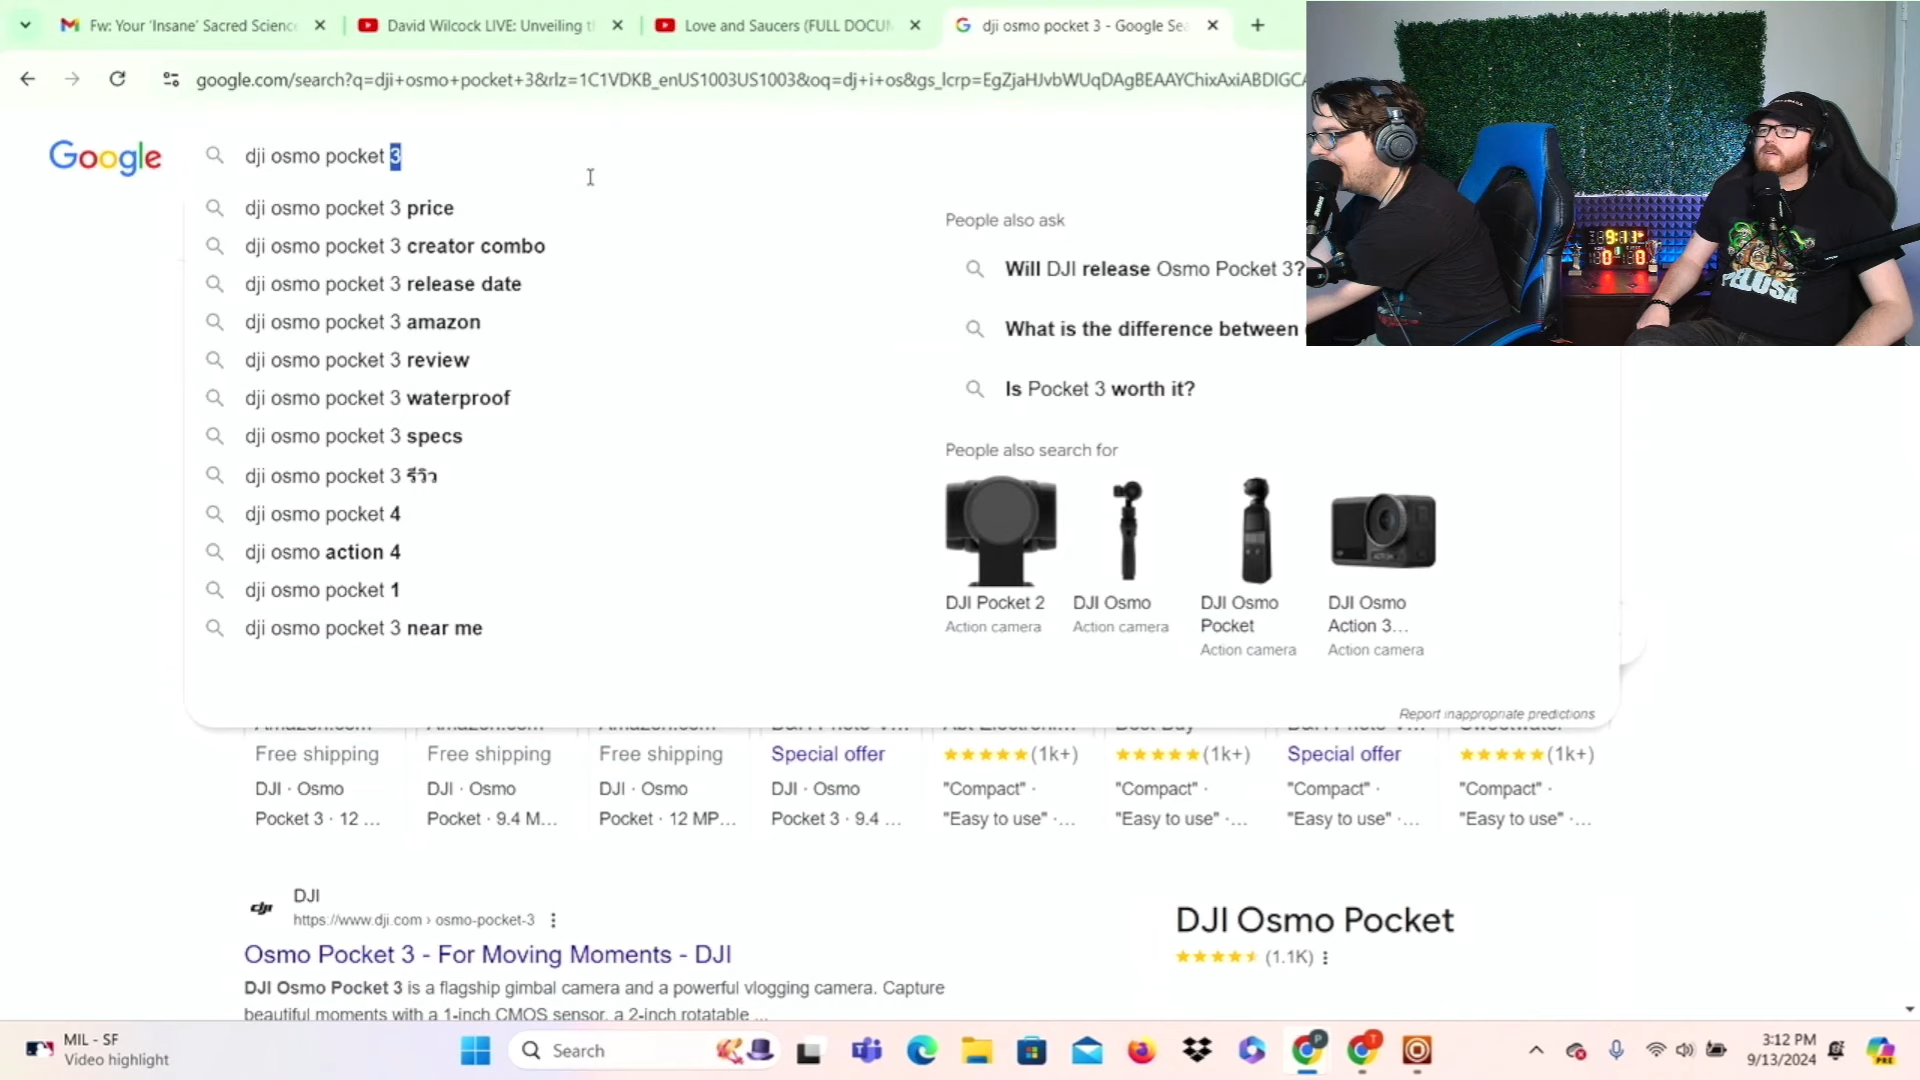 Fw: Your 'Insane' Sacred Science
David Wilcock LIVE: Unveiling t
Love and Saucers (FULL DOCU
dji osmo pocket 3 - Google Sea
google.com/search?q=dji+osmo+pocket+3&rlz=1C1VDKB_enUS1003US1003&oq=dj+i+os&gs_lcrp=EgZjaHJvbWUqDAgBEAAYChixAxiABDIGCA
Google
dji osmo pocket 3
dji osmo pocket 3 price
dji osmo pocket 3 creator combo
dji osmo pocket 3 release date
dji osmo pocket 3 amazon
dji osmo pocket 3 review
dji osmo pocket 3 waterproof
dji osmo pocket 3 specs
dji osmo pocket 3 รีวิว
dji osmo pocket 4
dji osmo action 4
dji osmo pocket 1
dji osmo pocket 3 near me
People also ask
Will DJI release Osmo Pocket 3?
What is the difference between
Is Pocket 3 worth it?
People also search for
DJI Pocket 2
Action camera
DJI Osmo
Action camera
DJI Osmo
Pocket
Action camera
DJI Osmo
Action 3...
Action camera
Report inappropriate predictions
Free shipping
DJI · Osmo
Pocket 3 · 12 ...
Free shipping
DJI · Osmo
Pocket · 9.4 M...
Free shipping
DJI · Osmo
Pocket · 12 MP...
Special offer
DJI · Osmo
Pocket 3 · 9.4 ...
(1k+)
"Compact" ·
"Easy to use" ·...
(1k+)
"Compact" ·
"Easy to use" ·...
Special offer
"Compact" ·
"Easy to use" ·...
(1k+)
"Compact" ·
"Easy to use" ·...
dji
DJI
https://www.dji.com › osmo-pocket-3
Osmo Pocket 3 - For Moving Moments - DJI
DJI Osmo Pocket 3 is a flagship gimbal camera and a powerful vlogging camera. Capture
beautiful moments with a 1-inch CMOS sensor, a 2-inch rotatable ...
DJI Osmo Pocket
(1.1K)
PELUSA
9:11
MIL - SF
Video highlight
Search
3:12 PM
9/13/2024
PRE